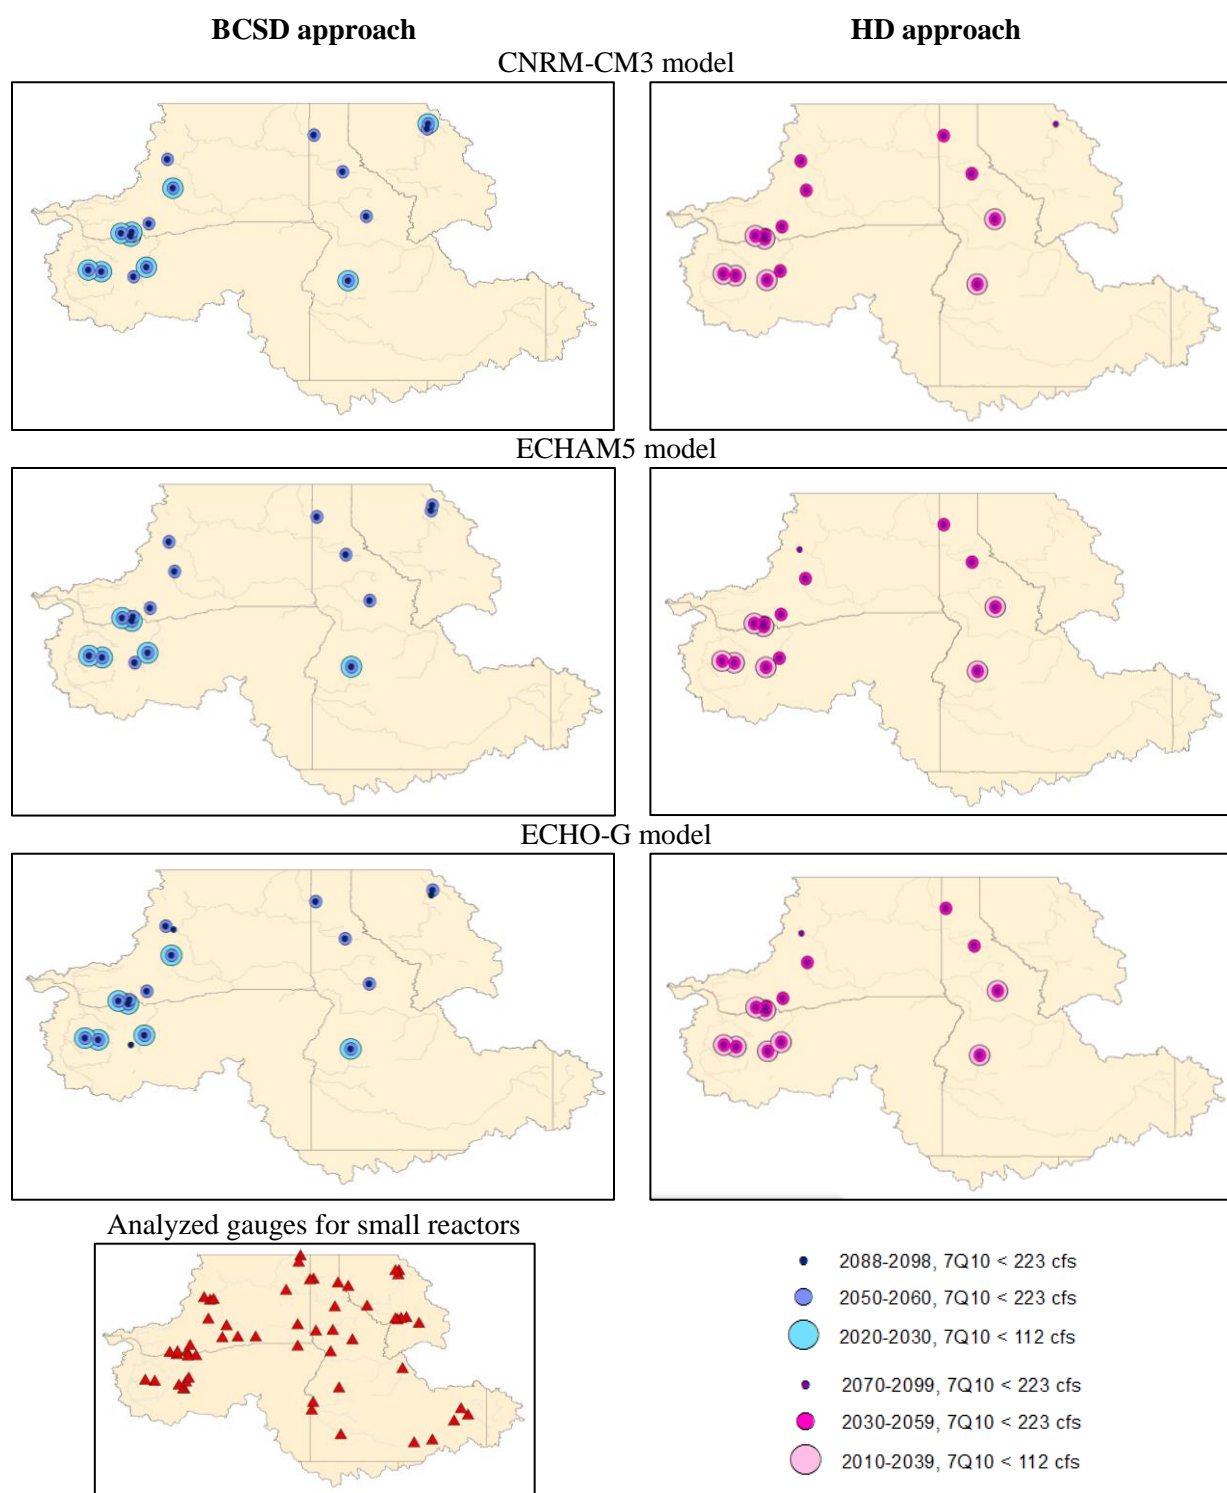 BCSD approach
HD approach
CNRM-CM3 model
ECHAM5 model
ECHO-G model
Analyzed gauges for small reactors
2088-2098, 7Q10 < 223 cfs
2050-2060, 7Q10 < 223 cfs
2020-2030, 7Q10 < 112 cfs
2070-2099, 7Q10 < 223 cfs
2030-2059, 7Q10 < 223 cfs
2010-2039, 7Q10 < 112 cfs